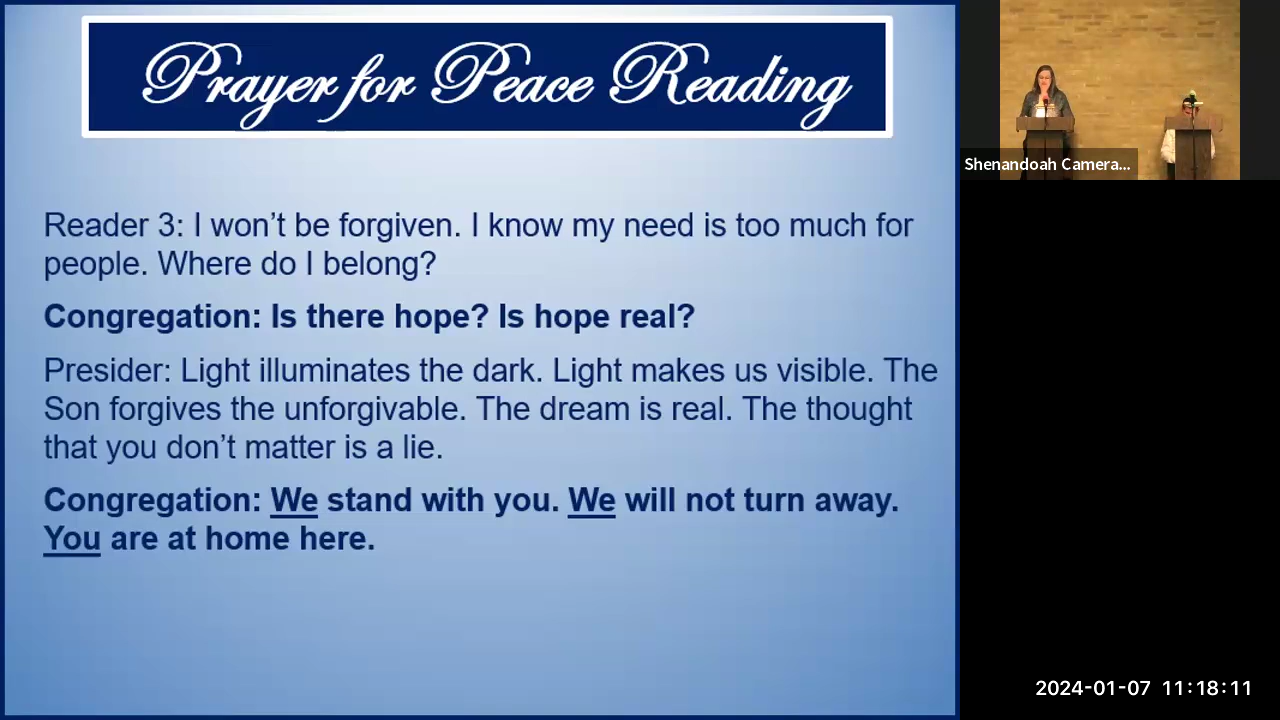 Prayer for Peace Reading
Shenandoah Camera...
Reader 3: I won’t be forgiven. I know my need is too much for
people. Where do I belong?
Congregation: Is there hope? Is hope real?
Presider: Light illuminates the dark. Light makes us visible. The
Son forgives the unforgivable. The dream is real. The thought
that you don’t matter is a lie.
Congregation: We stand with you. We will not turn away.
You are at home here.
2024-01-07 11:18:11